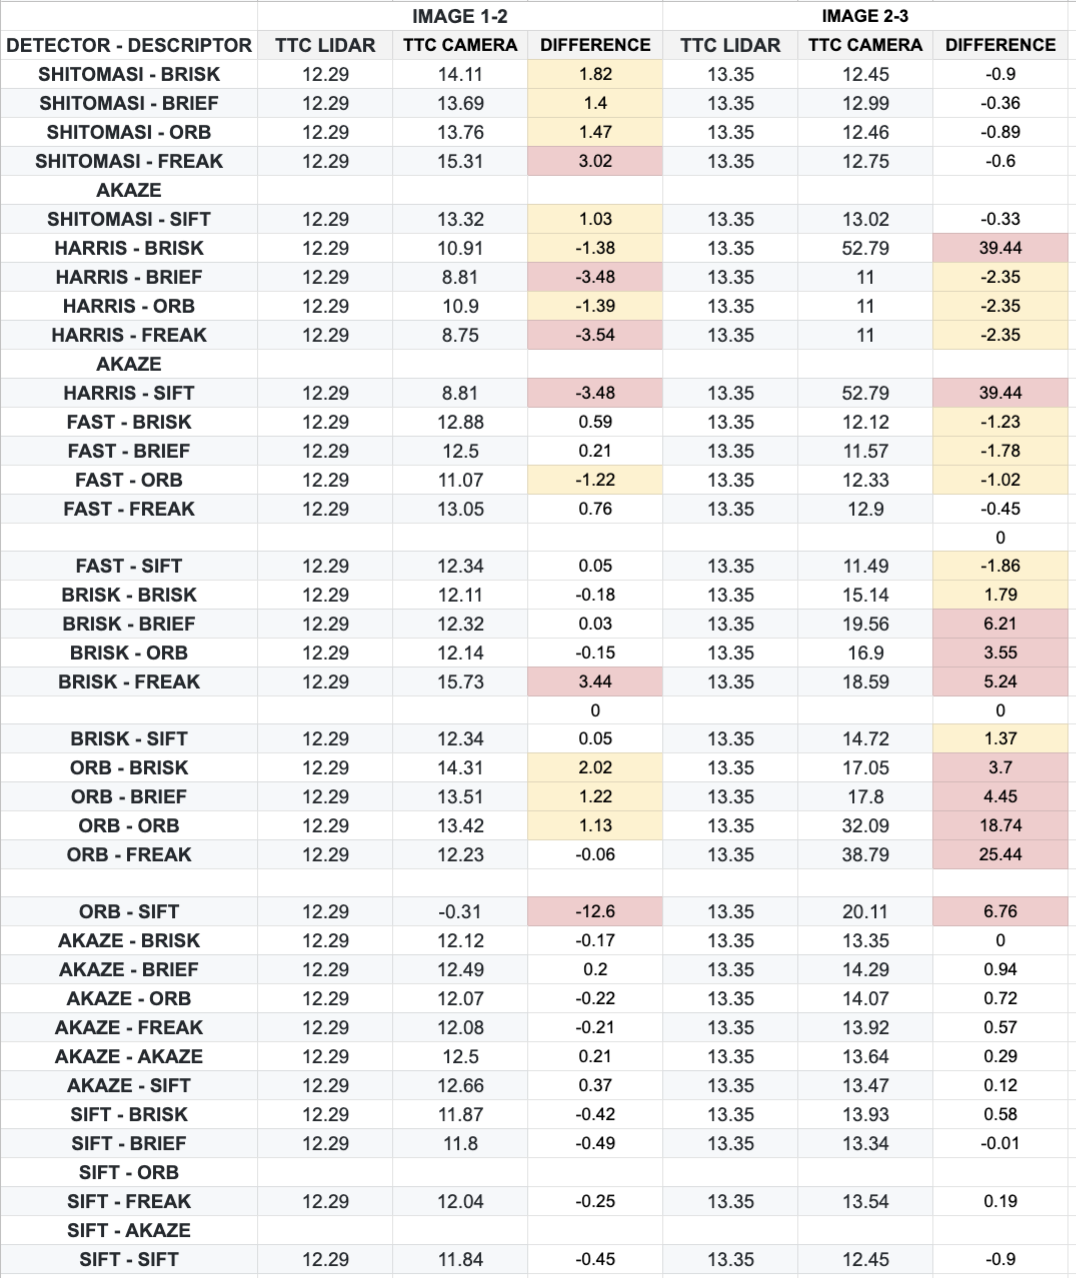 IMAGE 1-2 IMAGE 2-3
DETECTOR - DESCRIPTOR TTC LIDAR TTC CAMERA DIFFERENCE TTC LIDAR TTC CAMERA DIFFERENCE
SHITOMASI - BRISK 12.29 14.11 1.82 13.35 12.45 -0.9
SHITOMASI - BRIEF 12.29 13.69 1.4 13.35 12.99 -0.36
SHITOMASI - ORB 12.29 13.76 1.47 13.35 12.46 -0.89
SHITOMASI - FREAK 12.29 15.31 3.02 13.35 12.75 -0.6
AKAZE
SHITOMASI - SIFT 12.29 13.32 1.03 13.35 13.02 -0.33
HARRIS - BRISK 12.29 10.91 -1.38 13.35 52.79 39.44
HARRIS - BRIEF 12.29 8.81 -3.48 13.35 11 -2.35
HARRIS - ORB 12.29 10.9 -1.39 13.35 11 -2.35
HARRIS - FREAK 12.29 8.75 -3.54 13.35 11 -2.35
AKAZE
HARRIS - SIFT 12.29 8.81 -3.48 13.35 52.79 39.44
FAST - BRISK 12.29 12.88 0.59 13.35 12.12 -1.23
FAST - BRIEF 12.29 12.5 0.21 13.35 11.57 -1.78
FAST - ORB 12.29 11.07 -1.22 13.35 12.33 -1.02
FAST - FREAK 12.29 13.05 0.76 13.35 12.9 -0.45
0
FAST - SIFT 12.29 12.34 0.05 13.35 11.49 -1.86
BRISK - BRISK 12.29 12.11 -0.18 13.35 15.14 1.79
BRISK - BRIEF 12.29 12.32 0.03 13.35 19.56 6.21
BRISK - ORB 12.29 12.14 -0.15 13.35 16.9 3.55
BRISK - FREAK 12.29 15.73 3.44 13.35 18.59 5.24
0 0
BRISK - SIFT 12.29 12.34 0.05 13.35 14.72 1.37
ORB - BRISK 12.29 14.31 2.02 13.35 17.05 3.7
ORB - BRIEF 12.29 13.51 1.22 13.35 17.8 4.45
ORB - ORB 12.29 13.42 1.13 13.35 32.09 18.74
ORB - FREAK 12.29 12.23 -0.06 13.35 38.79 25.44
ORB - SIFT 12.29 -0.31 -12.6 13.35 20.11 6.76
AKAZE - BRISK 12.29 12.12 -0.17 13.35 13.35 0
AKAZE - BRIEF 12.29 12.49 0.2 13.35 14.29 0.94
AKAZE - ORB 12.29 12.07 -0.22 13.35 14.07 0.72
AKAZE - FREAK 12.29 12.08 -0.21 13.35 13.92 0.57
AKAZE - AKAZE 12.29 12.5 0.21 13.35 13.64 0.29
AKAZE - SIFT 12.29 12.66 0.37 13.35 13.47 0.12
SIFT - BRISK 12.29 11.87 -0.42 13.35 13.93 0.58
SIFT - BRIEF 12.29 11.8 -0.49 13.35 13.34 -0.01
SIFT - ORB
SIFT - FREAK 12.29 12.04 -0.25 13.35 13.54 0.19
SIFT - AKAZE
SIFT - SIFT 12.29 11.84 -0.45 13.35 12.45 -0.9